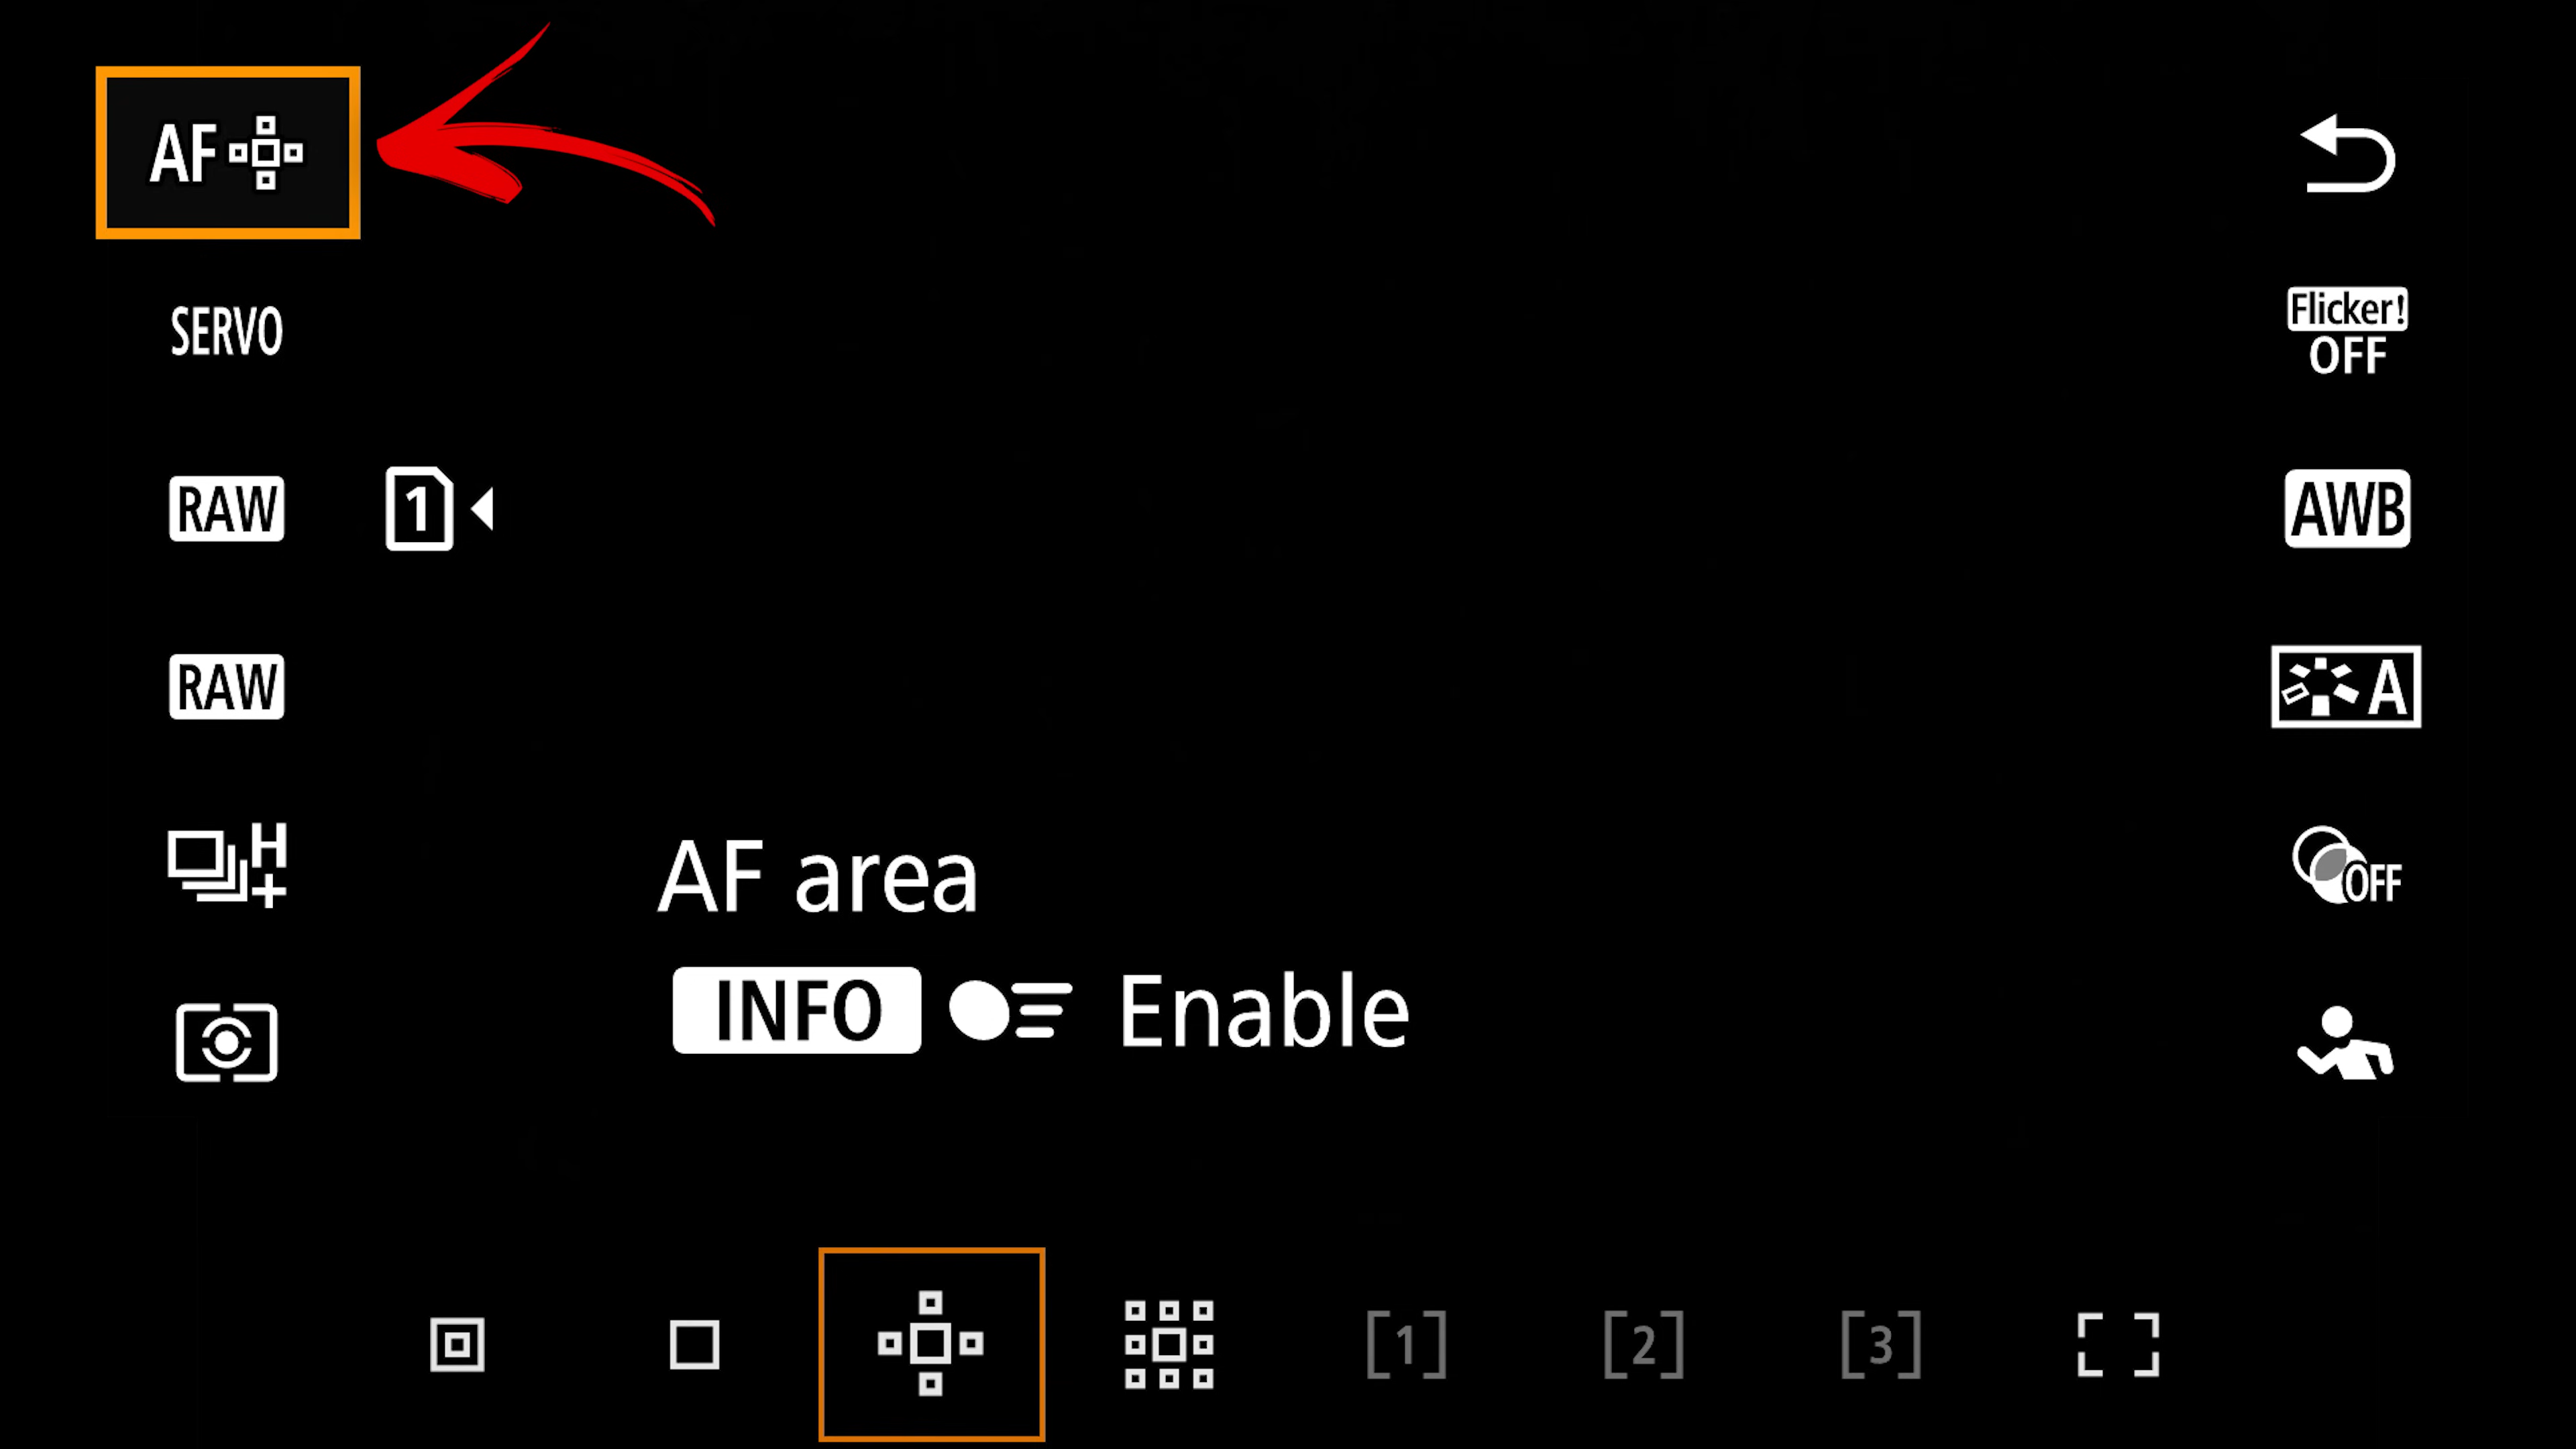 AF
SERVO
Flicker!
OFF
RAW 1
AWB
RAW
A
H+
OFF
AF area
INFO Enable
[1] [2] [3]